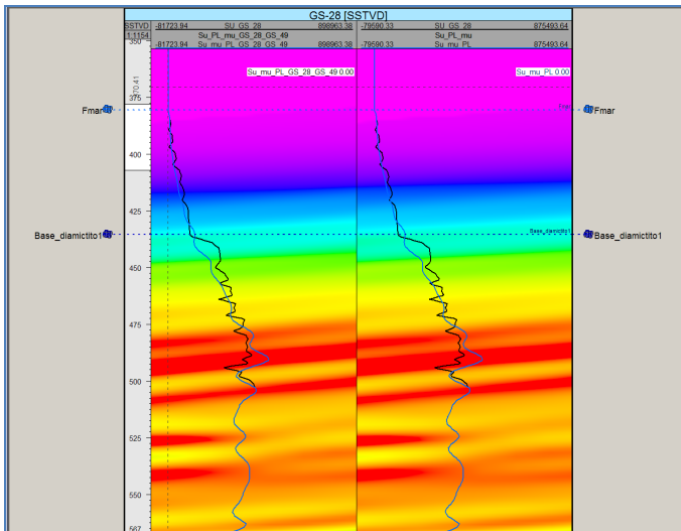 GS-28 [SSTVD]
SSTVD -81723.94 SU_GS_28 898963.38 -79590.33 SU_GS_28 875493.64
1:1154 Su_PL_mu_GS_28_GS_49 Su_PL_mu
-81723.94 Su_mu_PL_GS_28_GS_49 898963.38 -79590.33 Su_mu_PL 875493.64
350
Su_mu_PL_GS_28_GS_49 0.00 Su_mu_PL 0.00
375
Fmar Fmar
400
425
Base_diamictito1 Base_diamictito1 Base_diamictito1
450
475
500
525
550
567